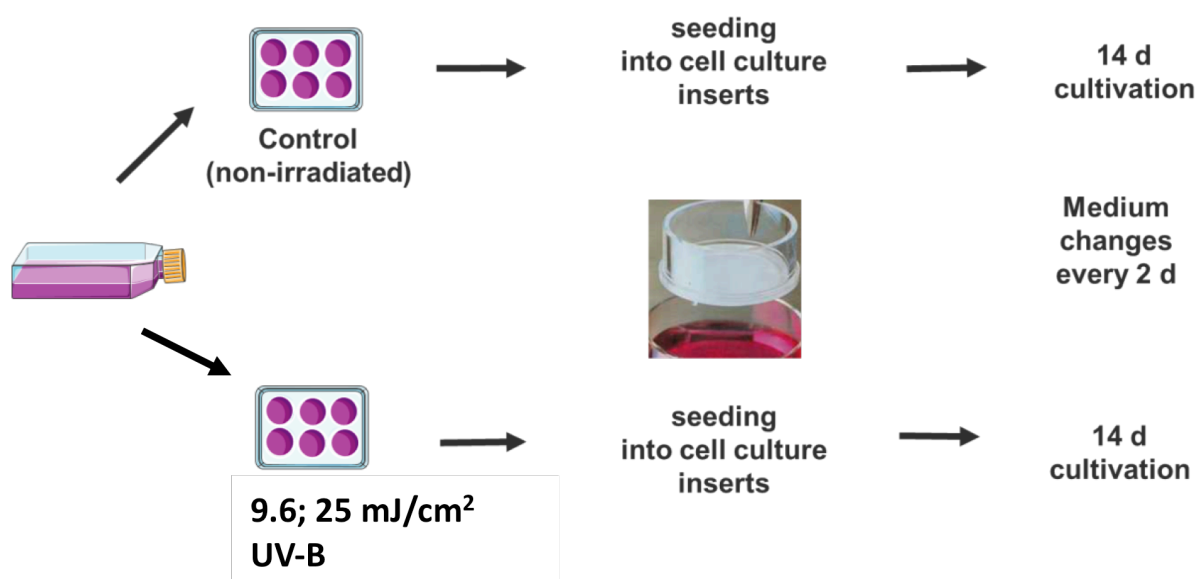 Control
(non-irradiated)
seeding
into cell culture
inserts
14 d
cultivation
Medium
changes
every 2 d
9.6; 25 mJ/cm²
UV-B
seeding
into cell culture
inserts
14 d
cultivation